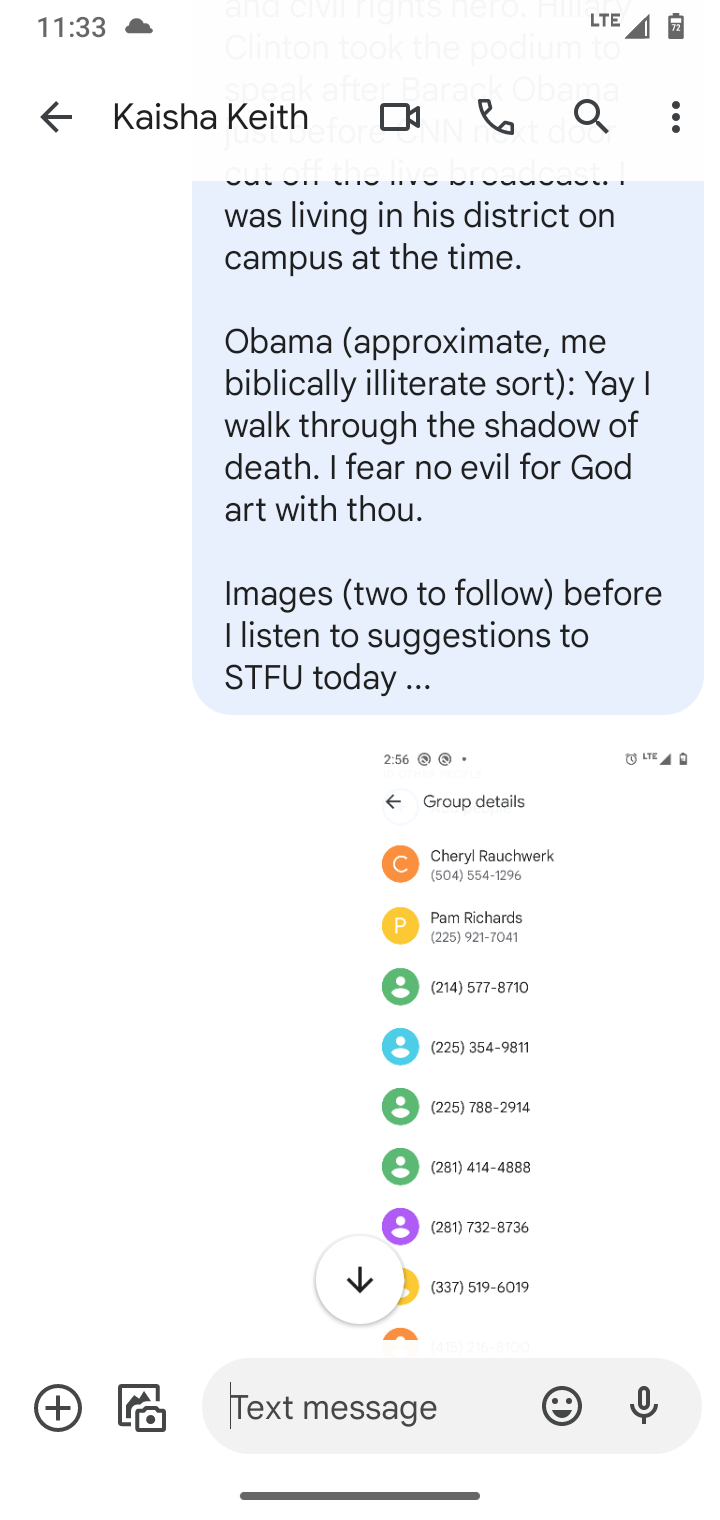 11:33
LTE
72
and civil rights hero. Hillary
Clinton took the podium to
speak after Barack Obama
Kaisha Keith
just before CNN next door
cut off the live broadcast. I
was living in his district on
campus at the time.
Obama (approximate, me
biblically illiterate sort): Yay I
walk through the shadow of
death. I fear no evil for God
art with thou.
Images (two to follow) before
I listen to suggestions to
STFU today ...
2:56
LTE
Group details
C
Cheryl Rauchwerk
(504) 554-1296
P
Pam Richards
(225) 921-7041
(214) 577-8710
(225) 354-9811
(225) 788-2914
(281) 414-4888
(281) 732-8736
(337) 519-6019
(415) 216-8100
Text message